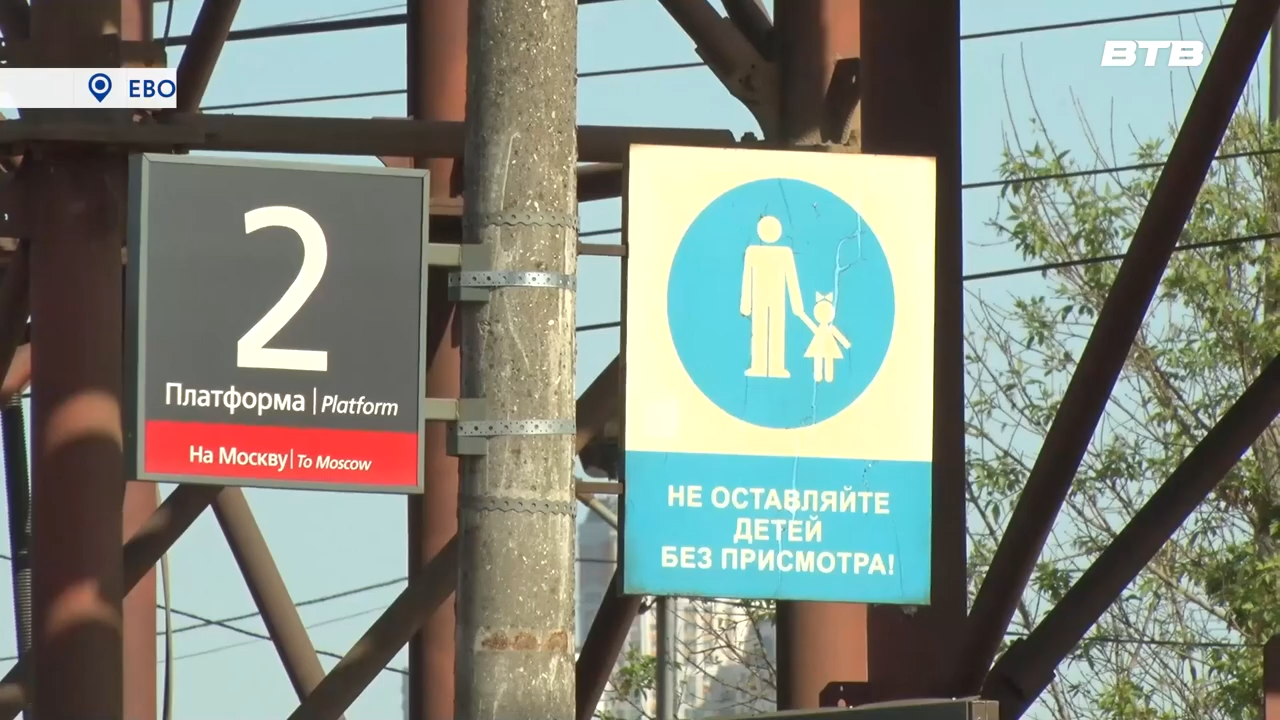 ЕВО
ВТВ
2
Платформа | Platform
На Москву | To Moscow
НЕ ОСТАВЛЯЙТЕ
ДЕТЕЙ
БЕЗ ПРИСМОТРА!